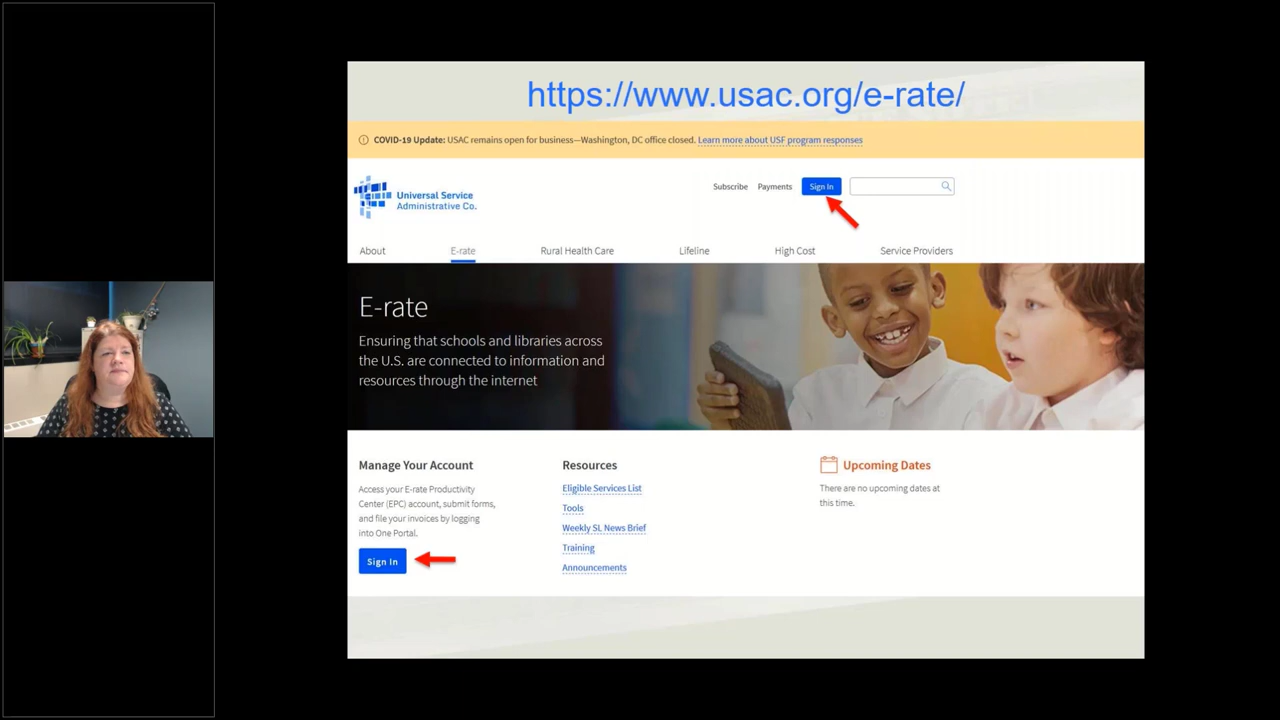 https://www.usac.org/e-rate/
COVID-19 Update: USAC remains open for business—Washington, DC office closed. Learn more about USF program responses
Universal Service
Administrative Co.
Subscribe Payments Sign In
About E-rate Rural Health Care Lifeline High Cost Service Providers
E-rate
Ensuring that schools and libraries across
the U.S. are connected to information and
resources through the internet
Manage Your Account
Access your E-rate Productivity
Center (EPC) account, submit forms,
and file your invoices by logging
into One Portal.
Sign In
Resources
Eligible Services List
Tools
Weekly SL News Brief
Training
Announcements
Upcoming Dates
There are no upcoming dates at
this time.